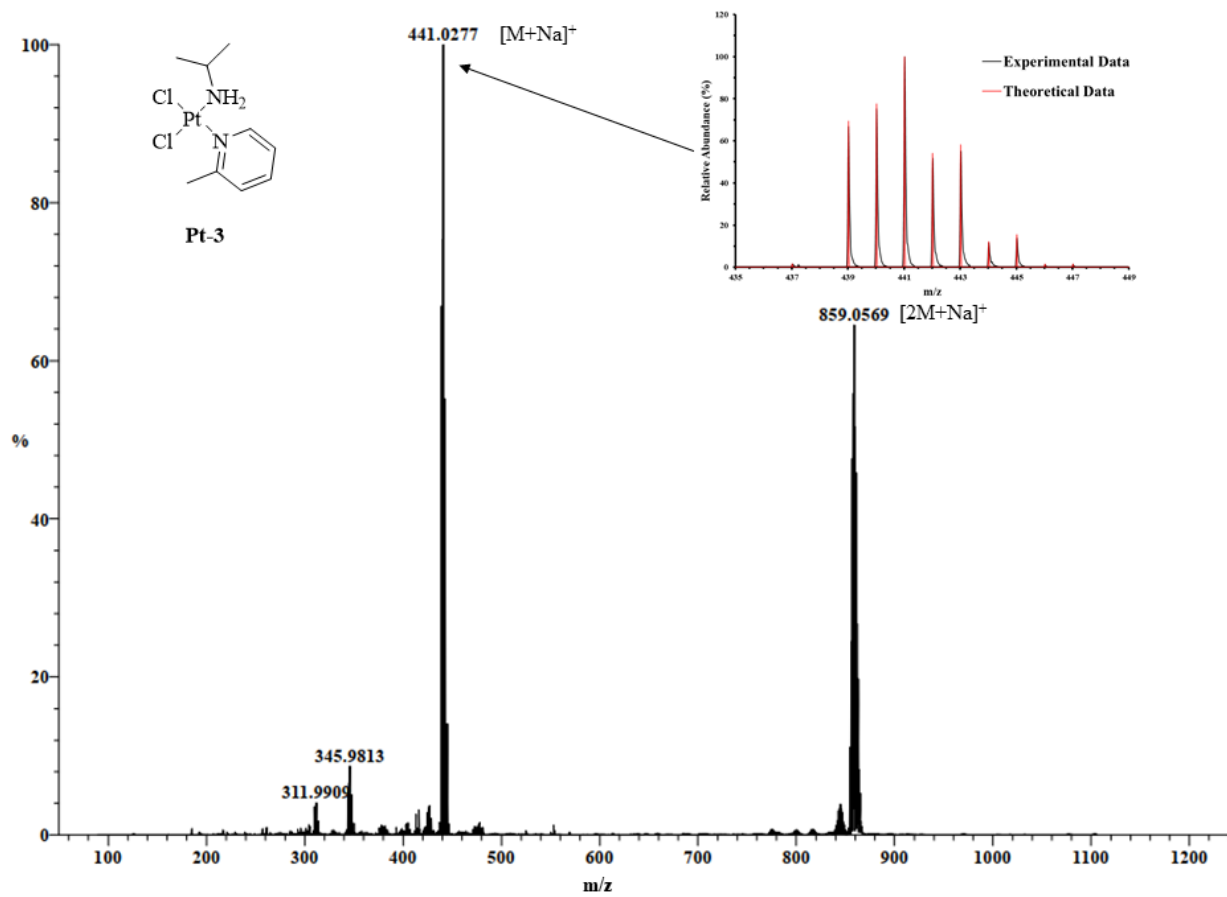 441.0277 [M+Na]⁺
100
80
60
%
40
20
0
Cl
Cl
Pt
NH₂
N
Pt-3
120
100
80
60
40
20
0
Relative Abundance (%)
Experimental Data
Theoretical Data
435 437 439 441 443 445 447 449
m/z
859.0569 [2M+Na]⁺
345.9813
311.9909
100 200 300 400 500 600 700 800 900 1000 1100 1200
m/z